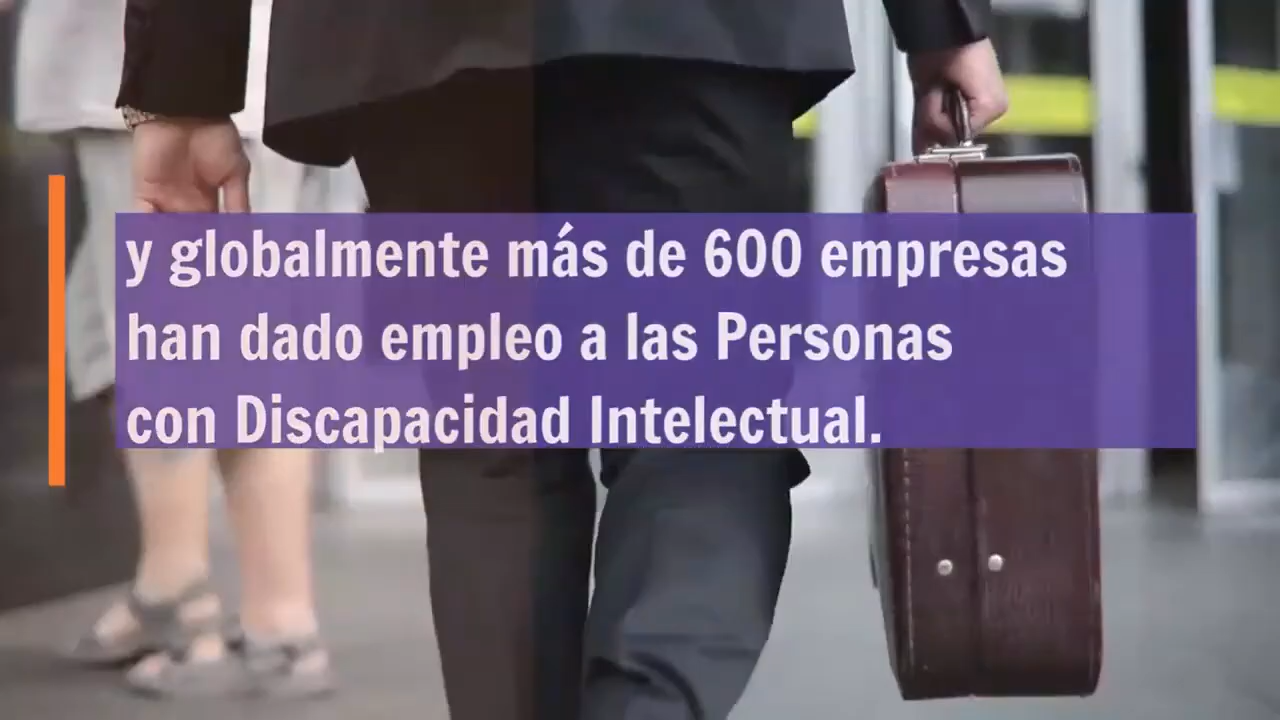 y globalmente más de 600 empresas
han dado empleo a las Personas
con Discapacidad Intelectual.